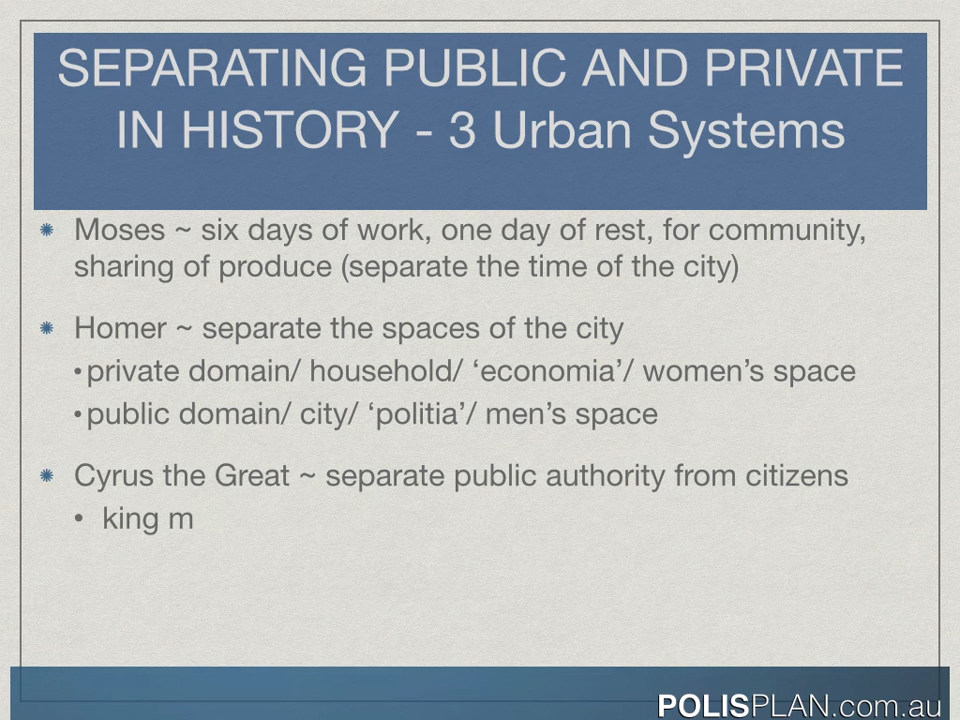 SEPARATING PUBLIC AND PRIVATE
IN HISTORY - 3 Urban Systems
Moses ~ six days of work, one day of rest, for community,
sharing of produce (separate the time of the city)
Homer ~ separate the spaces of the city
• private domain/ household/ ‘economia’/ women’s space
• public domain/ city/ ‘politia’/ men’s space
Cyrus the Great ~ separate public authority from citizens
• king m
POLISPLAN.com.au